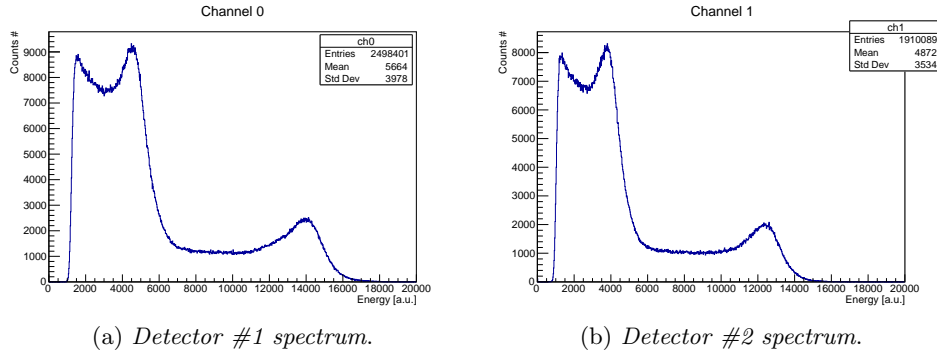 Channel 0
Counts #
9000
8000
7000
6000
5000
4000
3000
2000
1000
0
0 2000 4000 6000 8000 10000 12000 14000 16000 18000 20000
Energy [a.u.]
ch0
Entries 2498401
Mean 5664
Std Dev 3978
(a) Detector #1 spectrum.
Channel 1
Counts #
8000
7000
6000
5000
4000
3000
2000
1000
0
0 2000 4000 6000 8000 10000 12000 14000 16000 18000 20000
Energy [a.u.]
ch1
Entries 1910089
Mean 4872
Std Dev 3534
(b) Detector #2 spectrum.